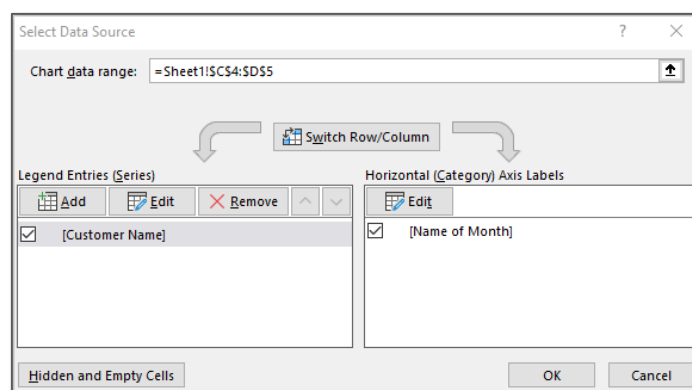 Select Data Source ? ×
Chart data range: =Sheet1!$C$4:$D$5
Switch Row/Column
Legend Entries (Series)
Add Edit Remove
[Customer Name]
Horizontal (Category) Axis Labels
Edit
[Name of Month]
Hidden and Empty Cells
OK Cancel